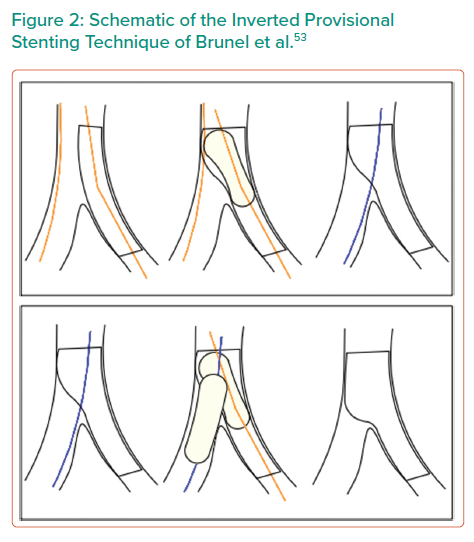 Figure 2: Schematic of the Inverted Provisional
Stenting Technique of Brunel et al.⁵³